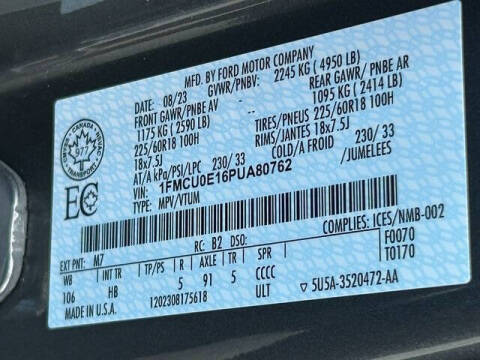 MFD. BY FORD MOTOR COMPANY
08/23 GVWR/PNBV: 2245 KG ( 4950 LB)
FRONT GAWR/PNBE AV REAR GAWR/ PNBE AR
1175 KG ( 2590 LB) 1095 KG ( 2414 LB)
225/60R18 100H TIRES/PNEUS 225/60R18 100H
18x7.5J RIMS/JANTES 18x7.5J
AT/A kPa/PSI/LPC 230/ 33 COLD/A FROID 230/ 33
VIN: 1FMCU0E16PUA80762 /JUMELEES
TYPE: MPV/VTUM
CANADA
977
TRANSPORT
EC
COMPLIES: ICES/NMB-002
EXT PNT: M7 RC: B2 DSO: F0070
WB INT TR TP/PS R AXLE TR SPR T0170
106 HB 5 91 5 CCCC
MADE IN U.S.A. 1202308175618 ULT ▽ 5U5A-3520472-AA